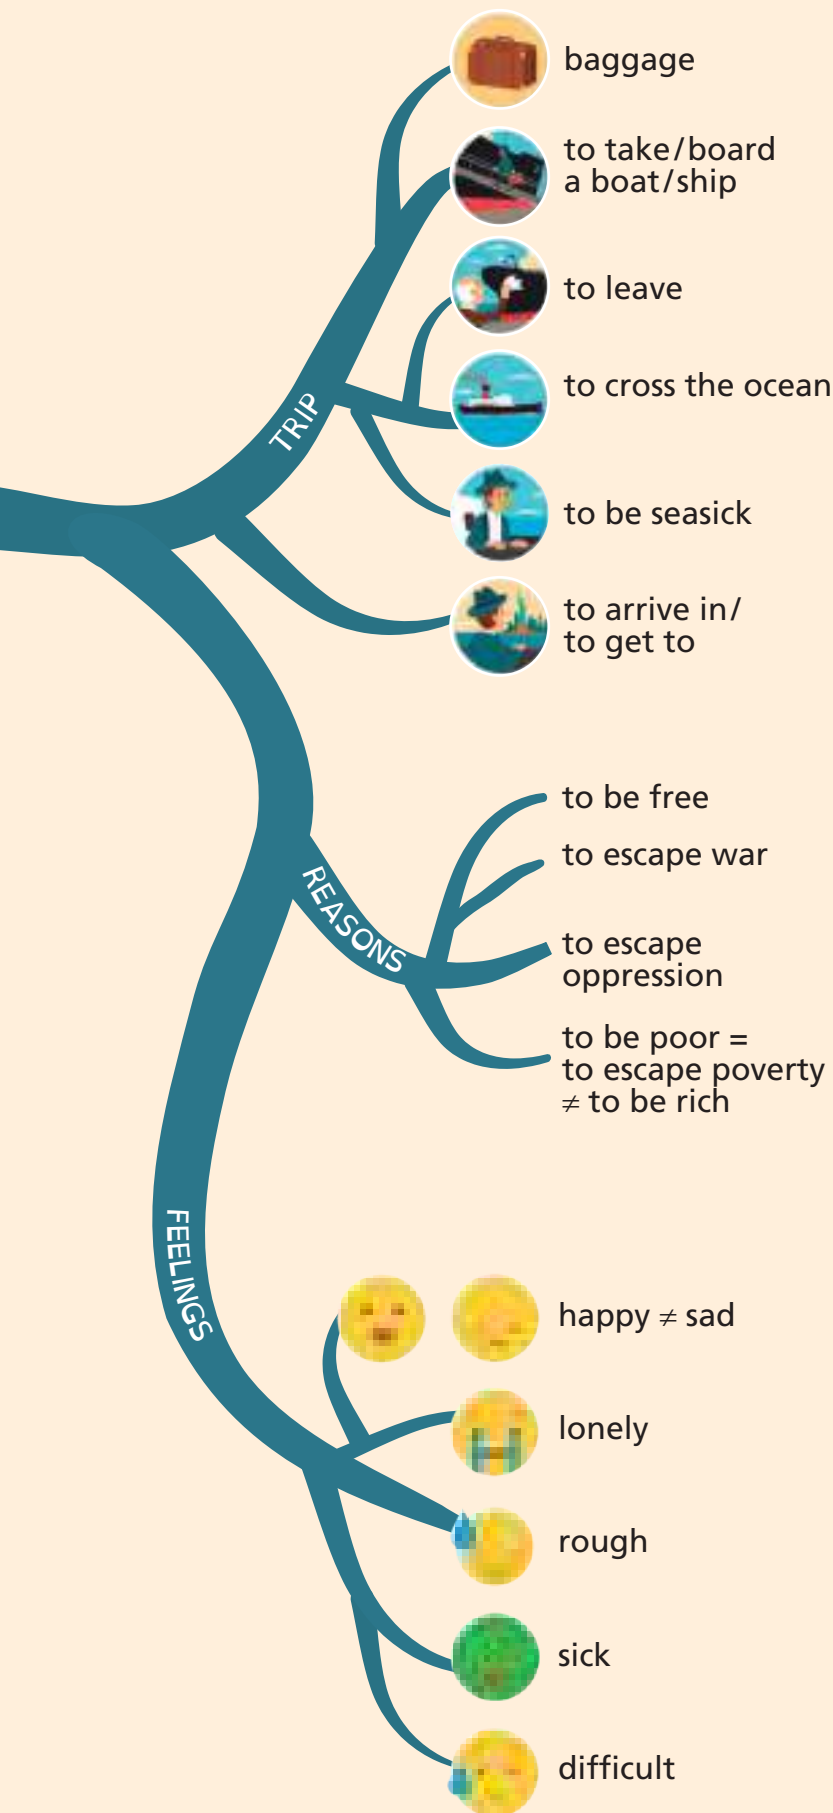 baggage
to take/board
a boat/ship
to leave
to cross the ocean
TRIP
to be seasick
to arrive in/
to get to
to be free
to escape war
REASONS
to escape
oppression
to be poor =
to escape poverty
≠ to be rich
FEELINGS
happy ≠ sad
lonely
rough
sick
difficult